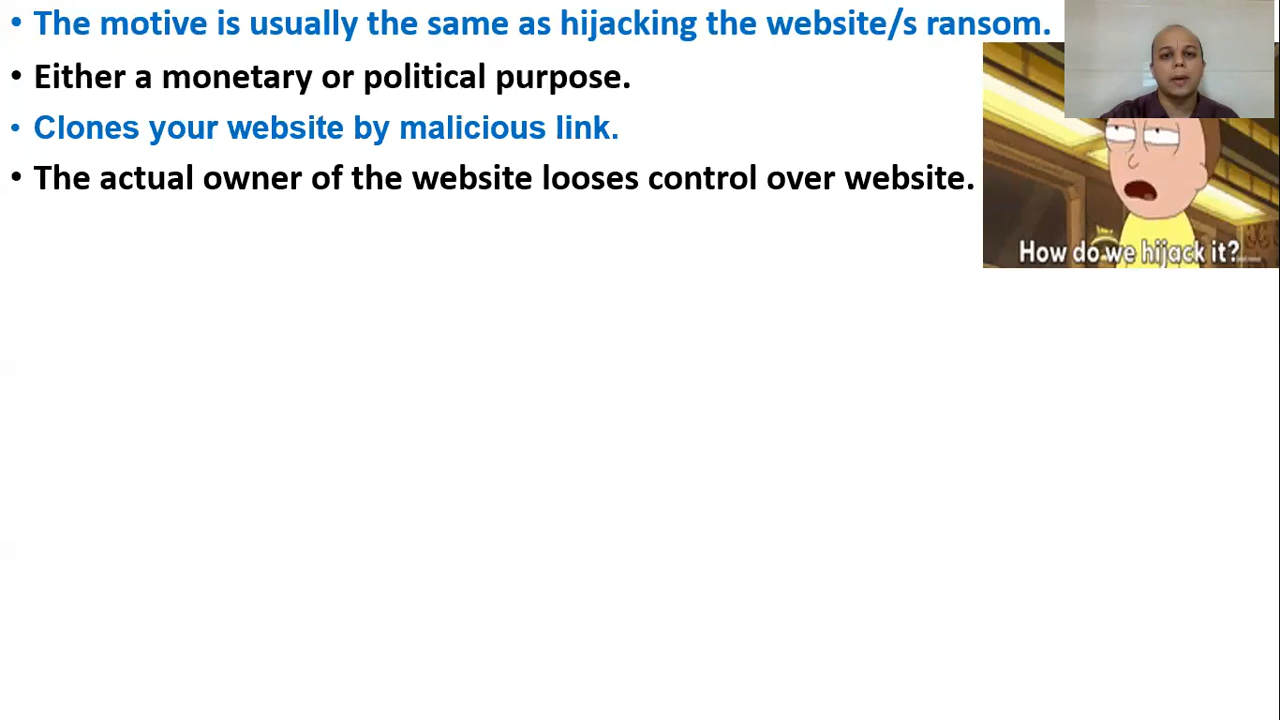 • The motive is usually the same as hijacking the website/s ransom.
• Either a monetary or political purpose.
• Clones your website by malicious link.
• The actual owner of the website looses control over website.
How do we hijack it?